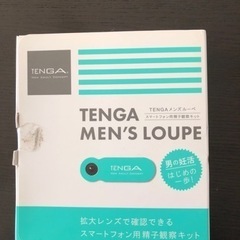 TENGA
TENGA
MEN'S LOUPE
TENGAメンズルーペ
スマートフォン用精子観察キット
TENGA
男の妊活
はじめの
一歩!
拡大レンズで確認できる
スマートフォン用精子観察キット